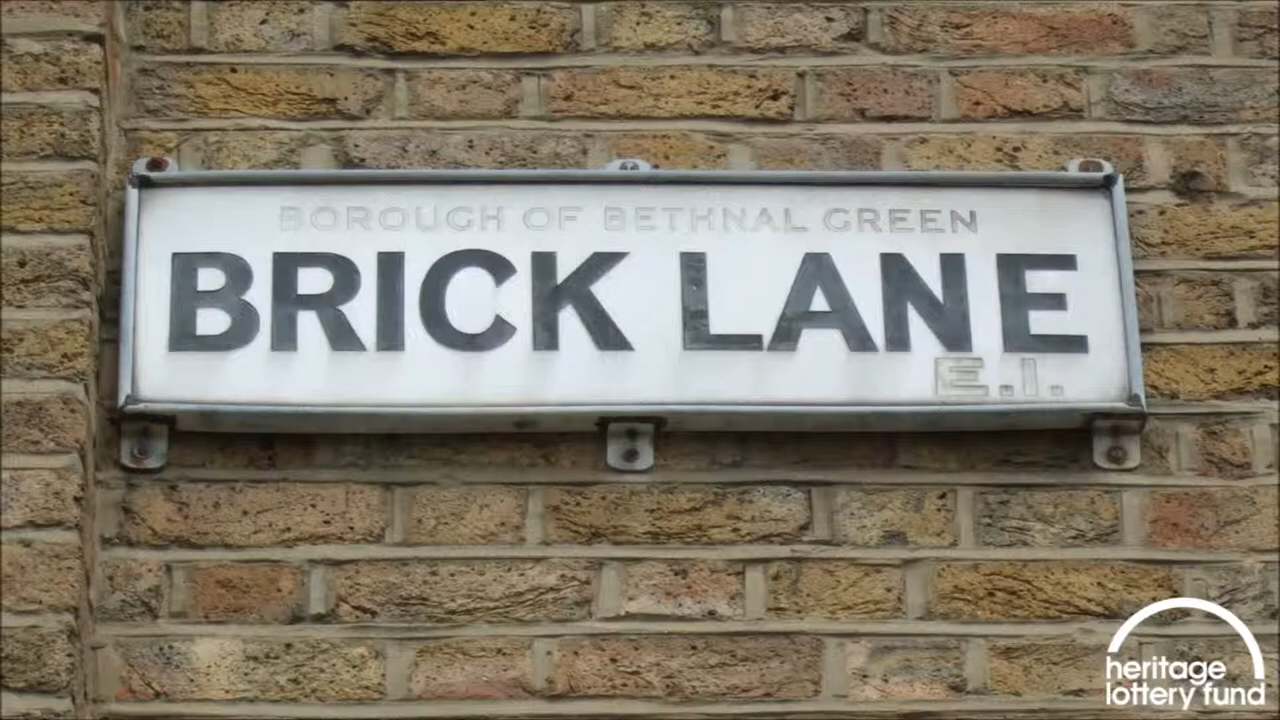 BOROUGH OF BETHNAL GREEN
BRICK LANE
E.1.
heritage
lottery fund